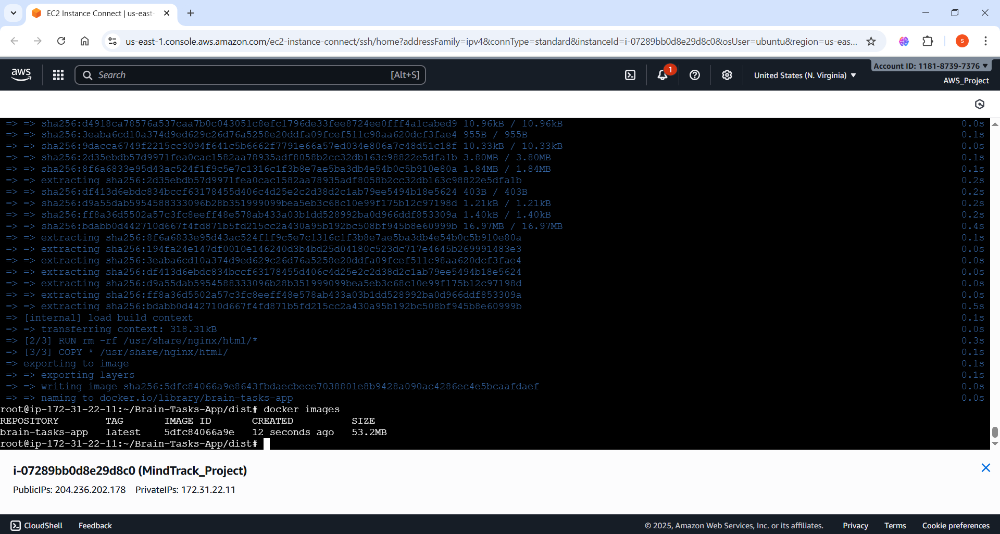 EC2 Instance Connect | us-east-
us-east-1.console.aws.amazon.com/ec2-instance-connect/ssh/home?addressFamily=ipv4&connType=standard&instanceId=i-07289bb0d8e29d8c0&osUser=ubuntu&region=us-eas...
S
aws
Search
[Alt+S]
1
United States (N. Virginia) ▼
Account ID: 1181-8739-7376 ▼
AWS_Project
=> => sha256:d4918ca78576a537caa7b0c043051c8efc1796de33fee8724ee0fff4a1cabed9 10.96kB / 10.96kB 0.0s
=> => sha256:3eaba6cd10a374d9ed629c26d76a5258e20ddfa09fcef511c98aa620dcf3fae4 955B / 955B 0.1s
=> => sha256:9dacca6749f2215cc3094f641c5b6662f7791e66a57ed034e806a7c48d51c18f 10.33kB / 10.33kB 0.0s
=> => sha256:2d35ebdb57d9971fea0cac1582aa78935adf8058b2cc32db163c98822e5dfa1b 3.80MB / 3.80MB 0.1s
=> => sha256:8f6a6833e95d43ac524f1f9c5e7c1316c1f3b8e7ae5ba3db4e54b0c5b910e80a 1.84MB / 1.84MB 0.1s
=> => extracting sha256:2d35ebdb57d9971fea0cac1582aa78935adf8058b2cc32db163c98822e5dfa1b 0.2s
=> => sha256:df413d6ebdc834bccf63178455d406c4d25e2c2d38d2c1ab79ee5494b18e5624 403B / 403B 0.2s
=> => sha256:d9a55dab5954588333096b28b351999099bea5eb3c68c10e99f175b12c97198d 1.21kB / 1.21kB 0.2s
=> => sha256:ff8a36d5502a57c3fc8eeff48e578ab433a03b1dd528992ba0d966ddf853309a 1.40kB / 1.40kB 0.2s
=> => sha256:bdabb0d442710d667f4fd871b5fd215cc2a430a95b192bc508bf945b8e60999b 16.97MB / 16.97MB 0.4s
=> => extracting sha256:8f6a6833e95d43ac524f1f9c5e7c1316c1f3b8e7ae5ba3db4e54b0c5b910e80a 0.1s
=> => extracting sha256:194fa24e147df0010e146240d3b4bd25d04180c523dc717e4645b269991483e3 0.0s
=> => extracting sha256:3eaba6cd10a374d9ed629c26d76a5258e20ddfa09fcef511c98aa620dcf3fae4 0.0s
=> => extracting sha256:df413d6ebdc834bccf63178455d406c4d25e2c2d38d2c1ab79ee5494b18e5624 0.0s
=> => extracting sha256:d9a55dab5954588333096b28b351999099bea5eb3c68c10e99f175b12c97198d 0.0s
=> => extracting sha256:ff8a36d5502a57c3fc8eeff48e578ab433a03b1dd528992ba0d966ddf853309a 0.0s
=> => extracting sha256:bdabb0d442710d667f4fd871b5fd215cc2a430a95b192bc508bf945b8e60999b 0.5s
=> [internal] load build context 0.1s
=> => transferring context: 318.31kB 0.0s
=> [2/3] RUN rm -rf /usr/share/nginx/html/* 0.3s
=> [3/3] COPY * /usr/share/nginx/html/ 0.1s
=> exporting to image 0.1s
=> => exporting layers 0.1s
=> => writing image sha256:5dfc84066a9e8643fbdaecbece7038801e8b9428a090ac4286ec4e5bcaafdaef 0.0s
=> => naming to docker.io/library/brain-tasks-app 0.0s
root@ip-172-31-22-11:~/Brain-Tasks-App/dist# docker images
REPOSITORY TAG IMAGE ID CREATED SIZE
brain-tasks-app latest 5dfc84066a9e 12 seconds ago 53.2MB
root@ip-172-31-22-11:~/Brain-Tasks-App/dist#
i-07289bb0d8e29d8c0 (MindTrack_Project)
PublicIPs: 204.236.202.178 PrivateIPs: 172.31.22.11
CloudShell Feedback © 2025, Amazon Web Services, Inc. or its affiliates. Privacy Terms Cookie preferences